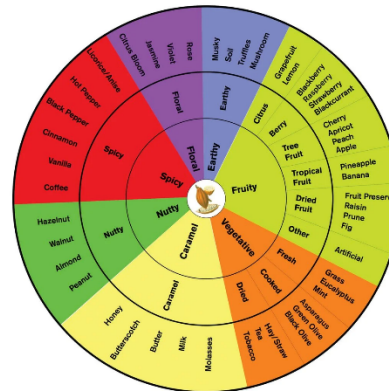 Spicy
Floral
Earthy
Fruity
Vegetative
Caramel
Nutty
Spicy
Floral
Earthy
Citrus
Berry
Tree
Fruit
Tropical
Fruit
Dried
Fruit
Other
Fresh
Cooked
Dried
Caramel
Nutty
Coffee
Vanilla
Cinnamon
Black Pepper
Hot Pepper
Licorice/Anise
Citrus Bloom
Jasmine
Violet
Rose
Musky
Soil
Truffles
Mushroom
Grapefruit
Lemon
Blackberry
Raspberry
Strawberry
Blackcurrant
Cherry
Apricot
Peach
Apple
Pineapple
Banana
Raisin
Prune
Fig
Artificial
Grass
Eucalyptus
Mint
Asparagus
Green Olive
Black Olive
Hay/Straw
Tea
Tobacco
Molasses
Milk
Butter
Butterscotch
Honey
Peanut
Almond
Walnut
Hazelnut